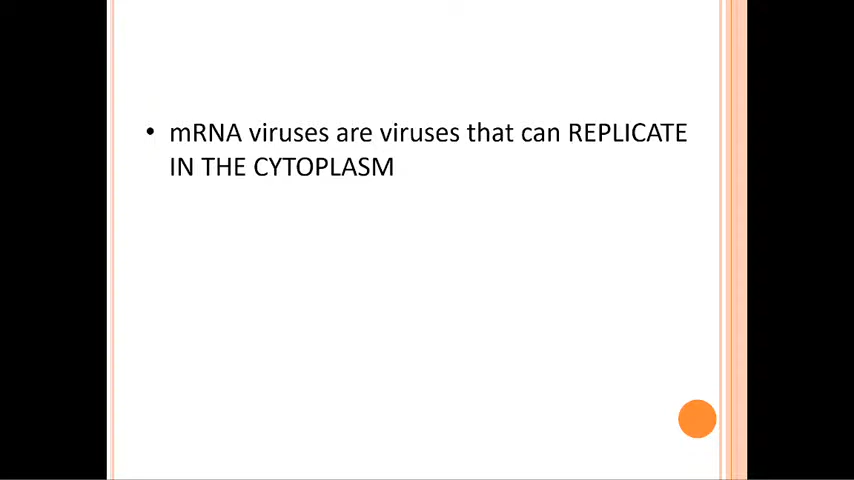 • mRNA viruses are viruses that can REPLICATE
IN THE CYTOPLASM